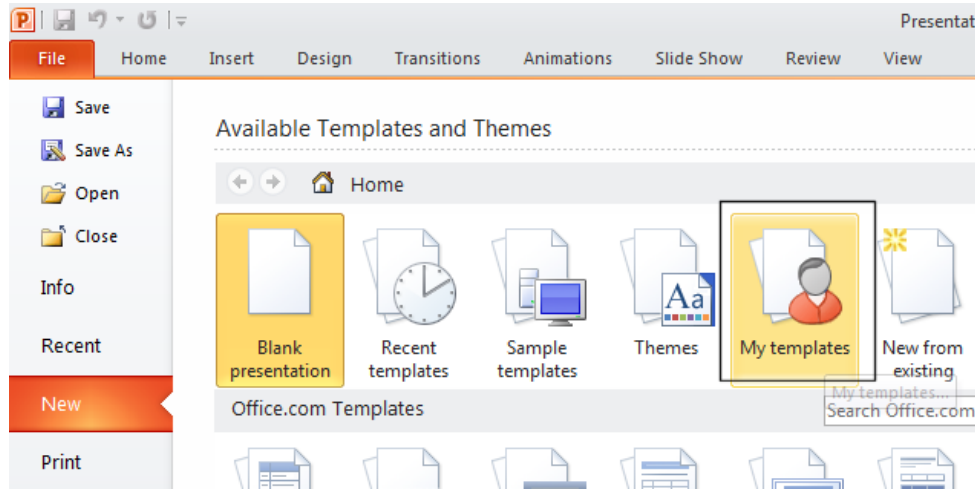 P
Presentat
File Home Insert Design Transitions Animations Slide Show Review View
Save
Save As
Open
Close
Info
Recent
New
Print
Available Templates and Themes
Home
Blank
presentation
Recent
templates
Sample
templates
Aa
Themes
My templates
New from
existing
My templates...
Office.com Templates
Search Office.com